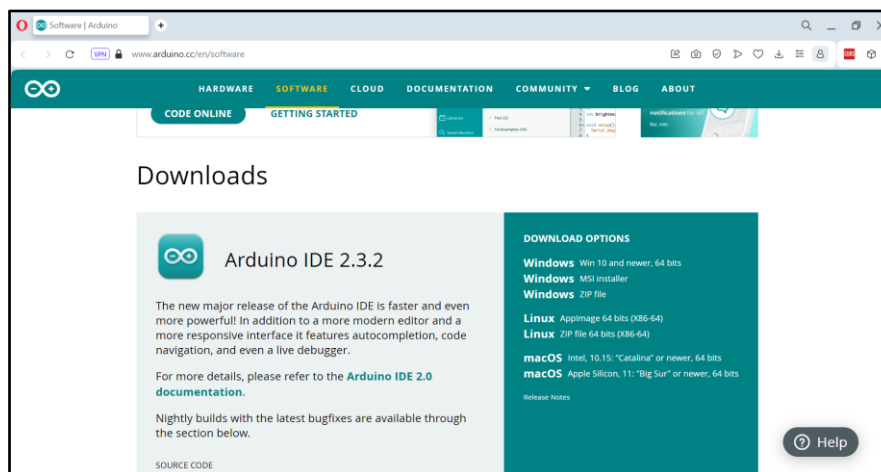 Software | Arduino
VPN www.arduino.cc/en/software
HARDWARE SOFTWARE CLOUD DOCUMENTATION COMMUNITY BLOG ABOUT
CODE ONLINE GETTING STARTED
Libraries
Serial Monitor
notifications for IoT
Downloads
Arduino IDE 2.3.2
The new major release of the Arduino IDE is faster and even
more powerful! In addition to a more modern editor and a
more responsive interface it features autocompletion, code
navigation, and even a live debugger.
For more details, please refer to the Arduino IDE 2.0
documentation.
Nightly builds with the latest bugfixes are available through
the section below.
SOURCE CODE
DOWNLOAD OPTIONS
Windows Win 10 and newer, 64 bits
Windows MSI installer
Windows ZIP file
Linux AppImage 64 bits (X86-64)
Linux ZIP file 64 bits (X86-64)
macOS Intel, 10.15: “Catalina” or newer, 64 bits
macOS Apple Silicon, 11: “Big Sur” or newer, 64 bits
Release Notes
Help